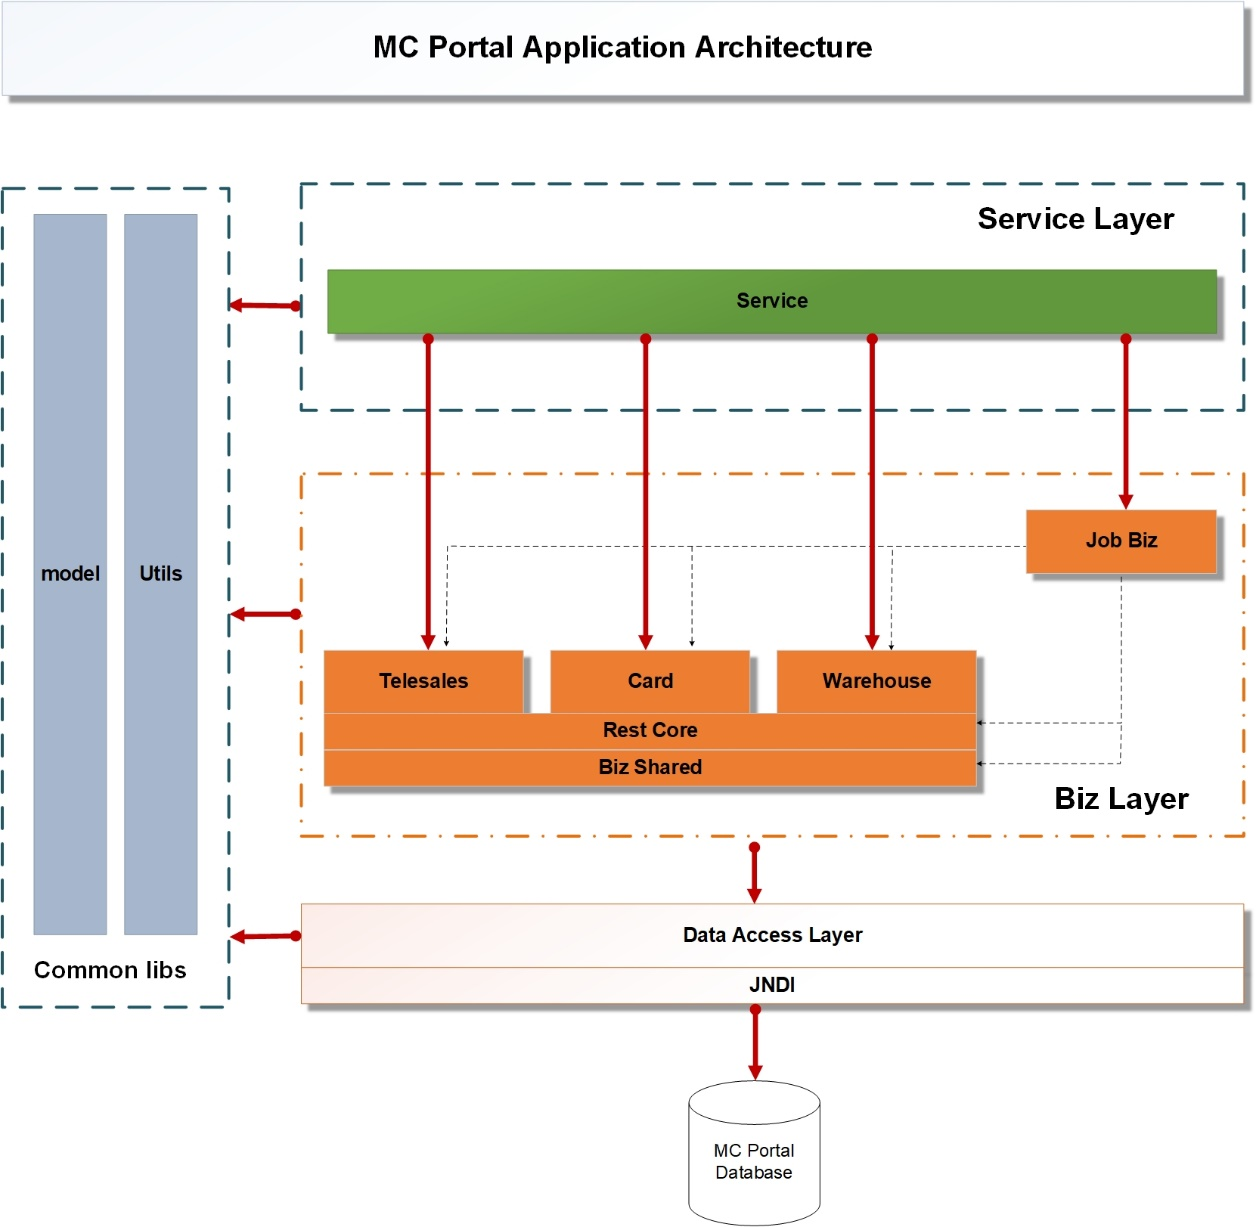 MC Portal Application Architecture
Service Layer
Service
Job Biz
model
Utils
Telesales
Card
Warehouse
Rest Core
Biz Shared
Biz Layer
Data Access Layer
Common libs
JNDI
MC Portal
Database